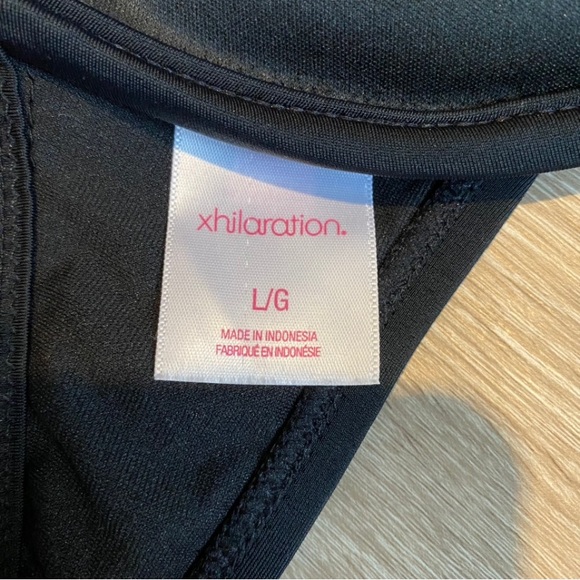 xhilaration.
L/G
MADE IN INDONESIA
FABRIQUÉ EN INDONÉSIE